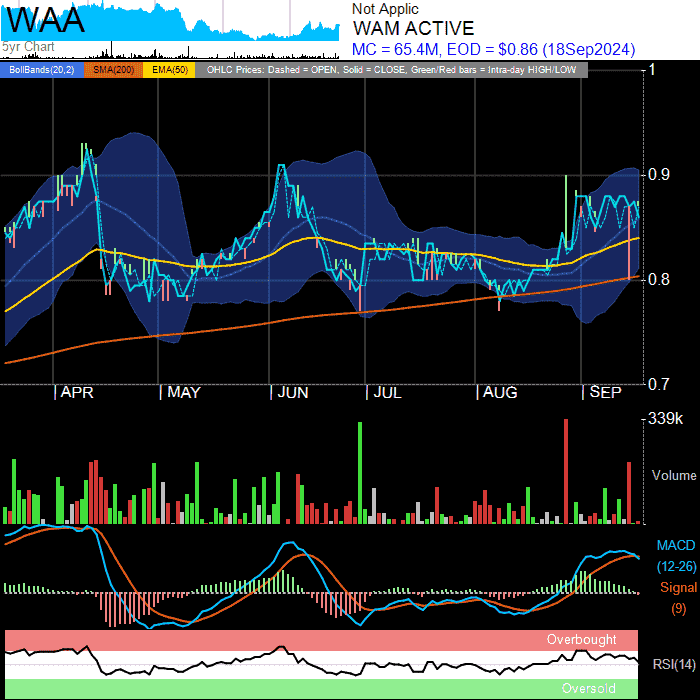 WAA
5yr Chart
Not Applic
WAM ACTIVE
MC = 65.4M, EOD = $0.86 (18Sep2024)
BollBands(20,2) SMA(200) EMA(50) OHLC Prices: Dashed = OPEN, Solid = CLOSE, Green/Red bars = Intra-day HIGH/LOW
1
0.9
0.8
0.7
APR MAY JUN JUL AUG SEP
339k
Volume
MACD
(12-26)
Signal
(9)
Overbought
RSI(14)
Oversold